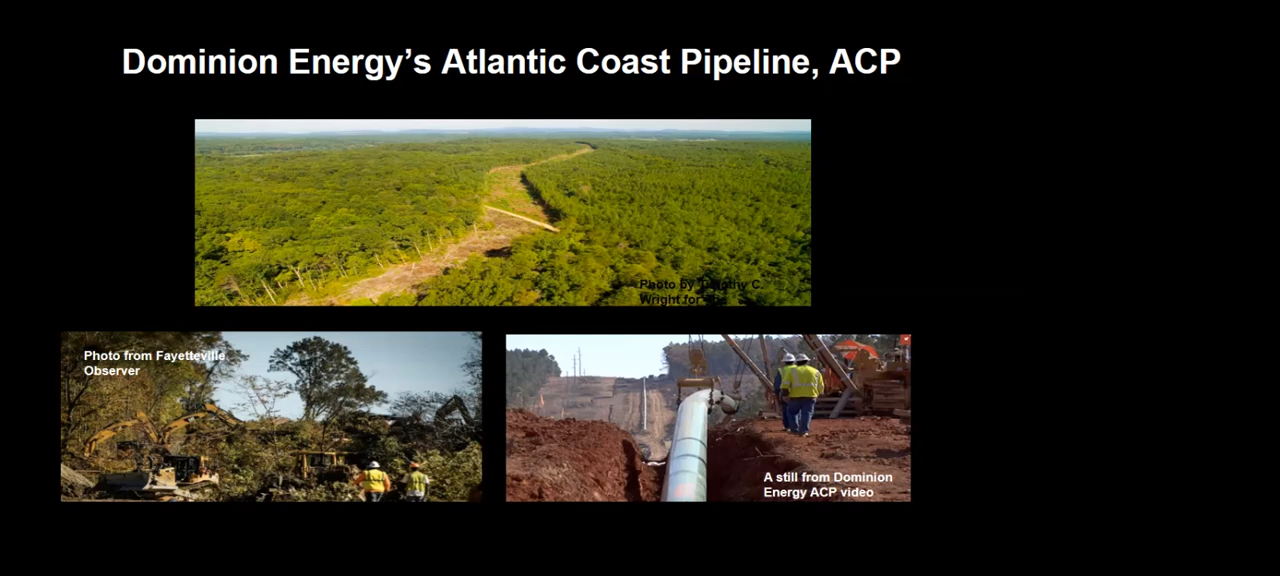 Dominion Energy’s Atlantic Coast Pipeline, ACP
Photo by Timothy C.
Wright for
Photo from Fayetteville
Observer
A still from Dominion
Energy ACP video